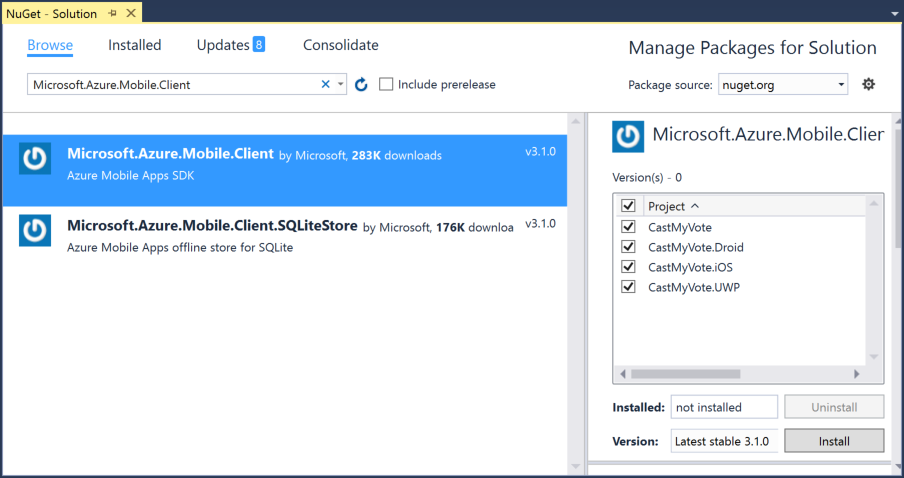 NuGet - Solution
Browse Installed Updates 8 Consolidate
Manage Packages for Solution
Microsoft.Azure.Mobile.Client
Include prerelease
Package source: nuget.org
Microsoft.Azure.Mobile.Client by Microsoft, 283K downloads v3.1.0
Azure Mobile Apps SDK
Microsoft.Azure.Mobile.Client.SQLiteStore by Microsoft, 176K downloa v3.1.0
Azure Mobile Apps offline store for SQLite
Microsoft.Azure.Mobile.Clier
Version(s) - 0
Project
CastMyVote
CastMyVote.Droid
CastMyVote.iOS
CastMyVote.UWP
Installed: not installed Uninstall
Version: Latest stable 3.1.0 Install